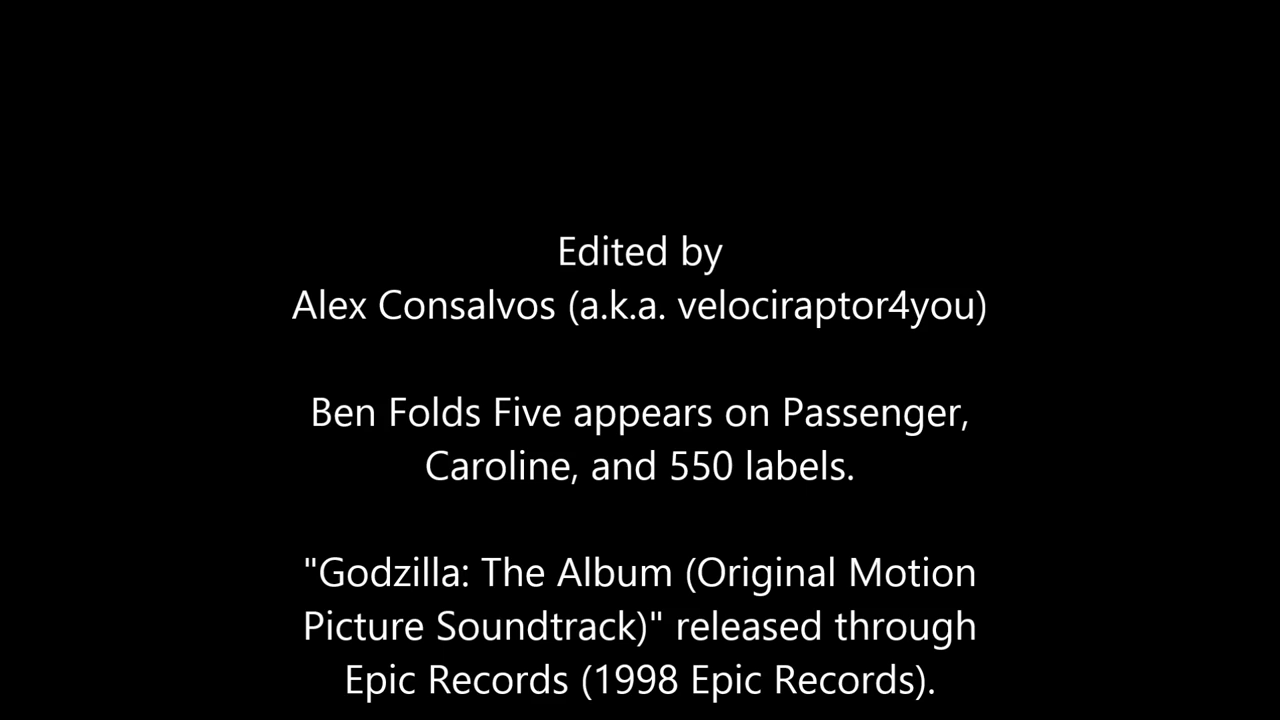 Edited by
Alex Consalvos (a.k.a. velociraptor4you)
Ben Folds Five appears on Passenger,
Caroline, and 550 labels.
"Godzilla: The Album (Original Motion
Picture Soundtrack)" released through
Epic Records (1998 Epic Records).